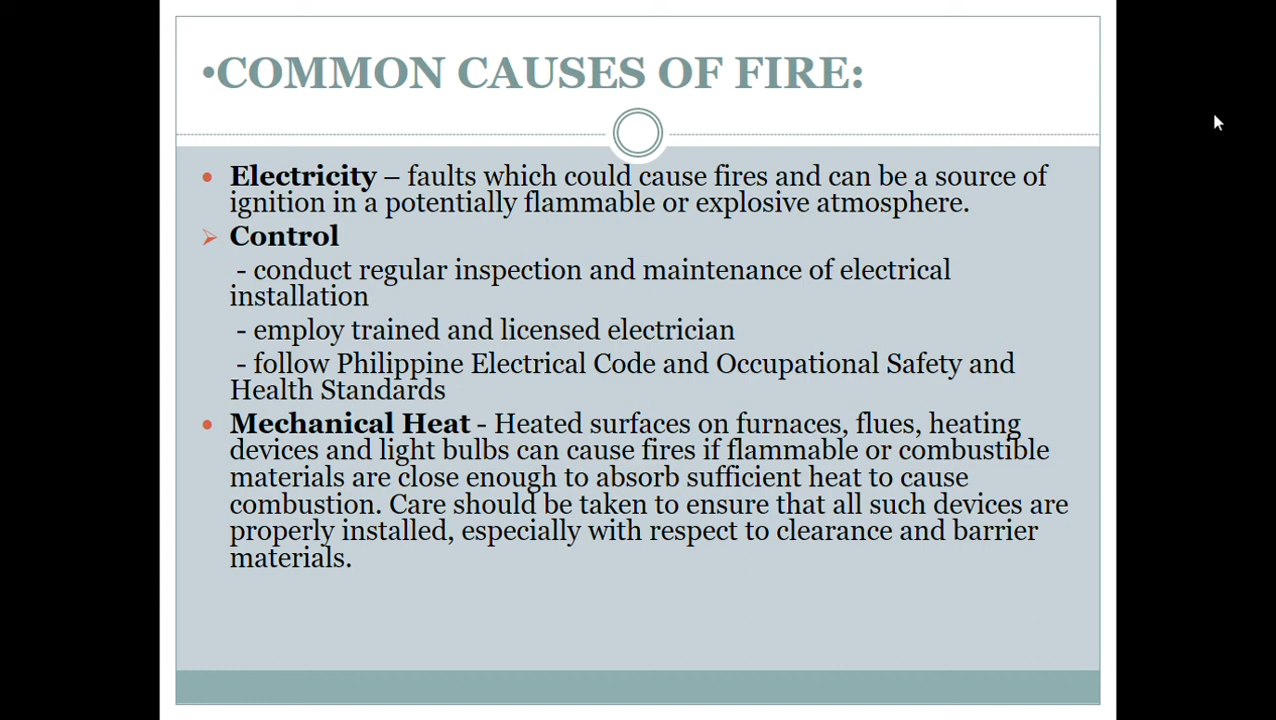 •COMMON CAUSES OF FIRE:
• Electricity – faults which could cause fires and can be a source of
ignition in a potentially flammable or explosive atmosphere.
➢ Control
- conduct regular inspection and maintenance of electrical
installation
- employ trained and licensed electrician
- follow Philippine Electrical Code and Occupational Safety and
Health Standards
• Mechanical Heat - Heated surfaces on furnaces, flues, heating
devices and light bulbs can cause fires if flammable or combustible
materials are close enough to absorb sufficient heat to cause
combustion. Care should be taken to ensure that all such devices are
properly installed, especially with respect to clearance and barrier
materials.